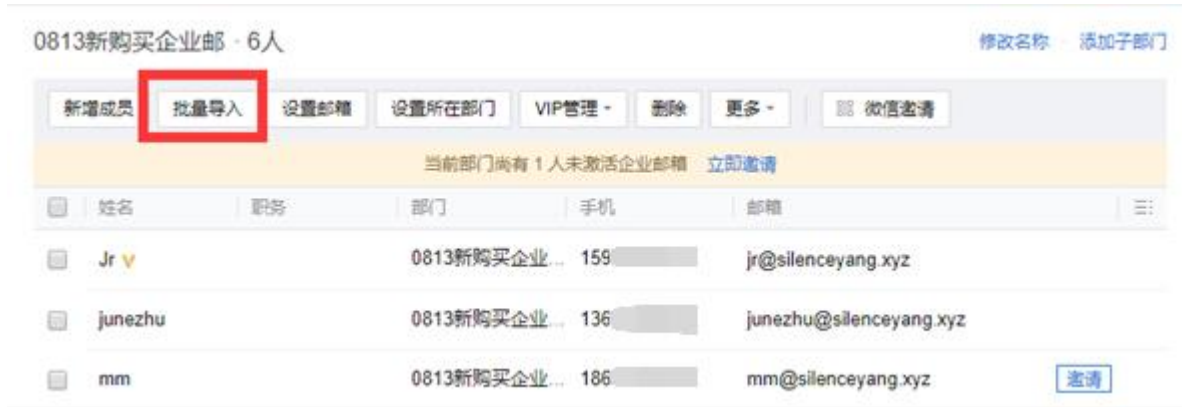 0813新购买企业邮 · 6人 修改名称 添加子部门
新增成员 批量导入 设置邮箱 设置所在部门 VIP管理 删除 更多 微信邀请
当前部门尚有 1 人未激活企业邮箱 立即邀请
姓名 职务 部门 手机 邮箱
Jr v 0813新购买企业... 159 jr@silenceyang.xyz
junezhu 0813新购买企业... 136 junezhu@silenceyang.xyz
mm 0813新购买企业... 186 mm@silenceyang.xyz 邀请